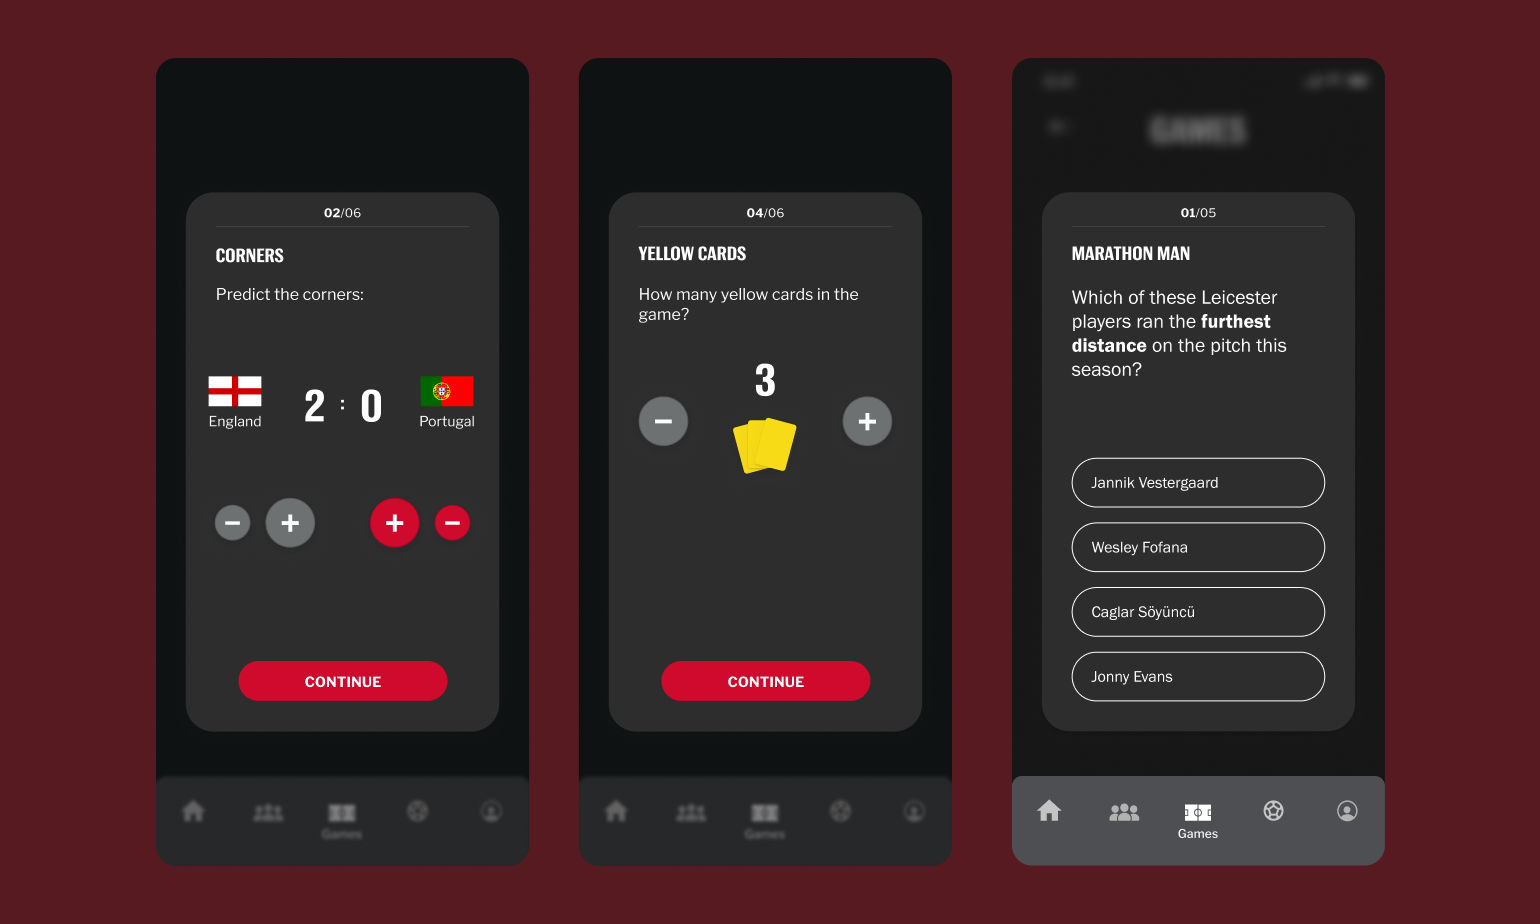 02/06
CORNERS
Predict the corners:
2 : 0
England
Portugal
CONTINUE
Games
04/06
YELLOW CARDS
How many yellow cards in the
game?
3
CONTINUE
Games
GAMES
01/05
MARATHON MAN
Which of these Leicester
players ran the furthest
distance on the pitch this
season?
Jannik Vestergaard
Wesley Fofana
Caglar Söyüncü
Jonny Evans
Games